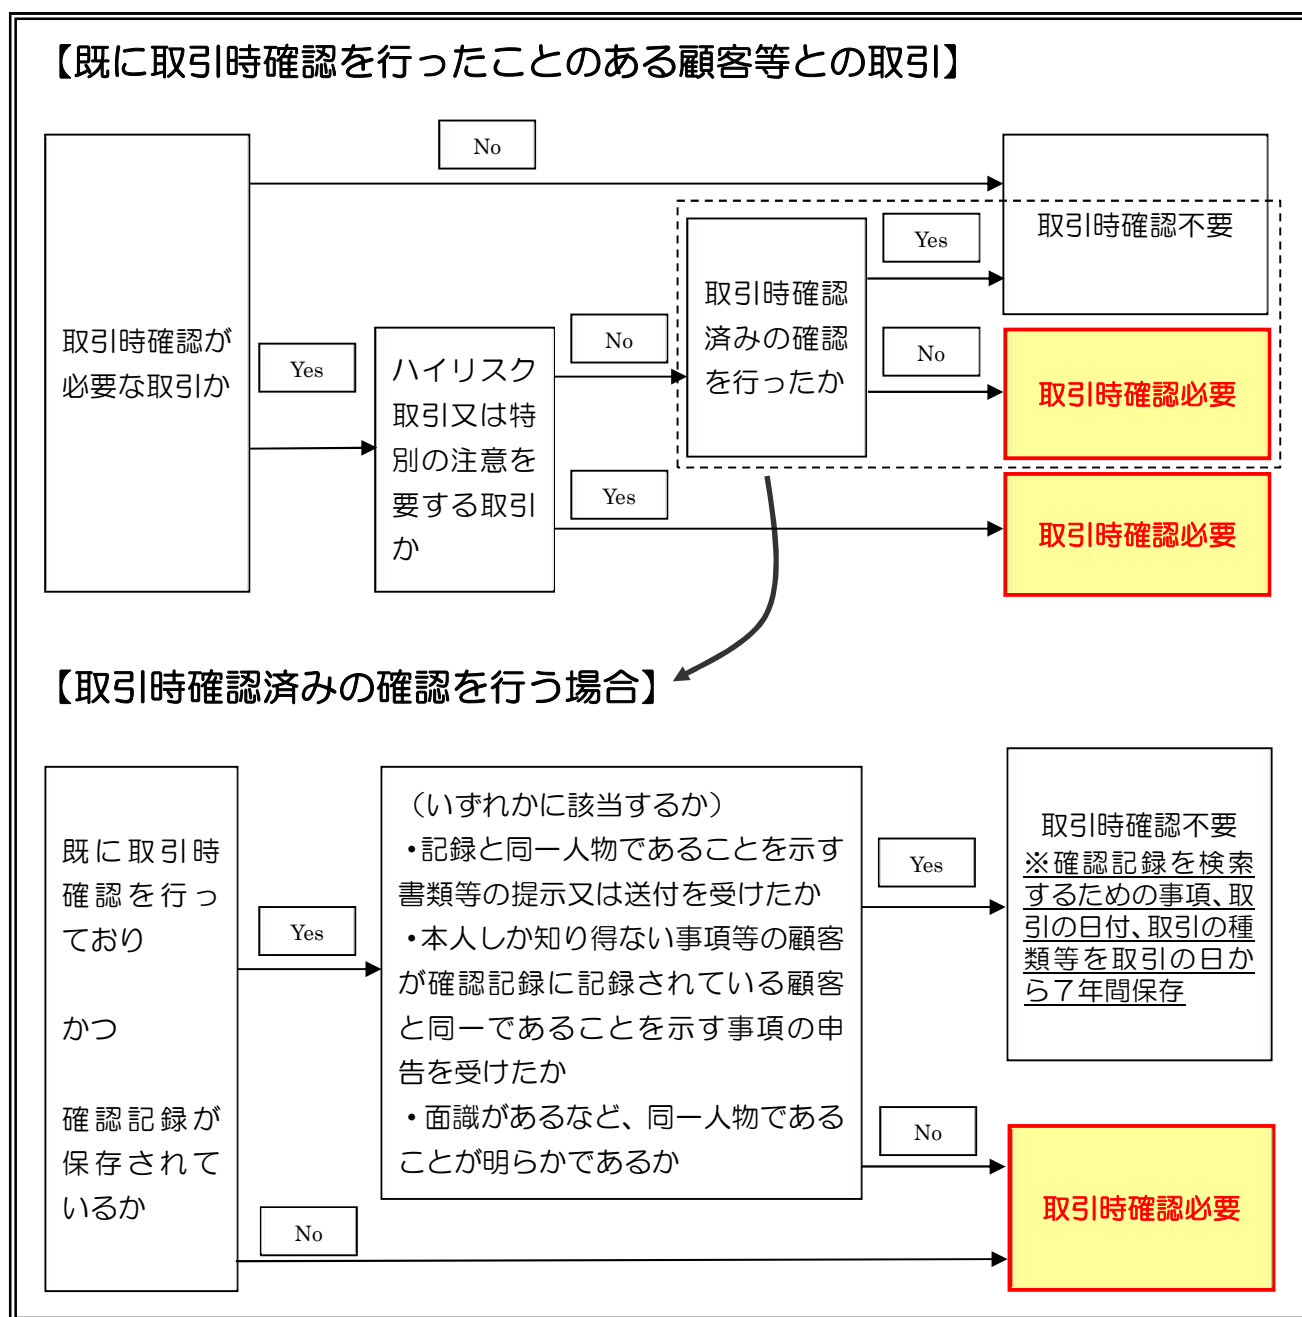 【既に取引時確認を行ったことのある顧客等との取引】
No
取引時確認が
必要な取引か
Yes
ハイリスク
取引又は特
別の注意を
要する取引
か
No
Yes
取引時確認
済みの確認
を行ったか
Yes
No
取引時確認不要
取引時確認必要
取引時確認必要
【取引時確認済みの確認を行う場合】
既に取引時
確認を行っ
ており
かつ
確認記録が
保存されて
いるか
Yes
No
（いずれかに該当するか）
・記録と同一人物であることを示す
書類等の提示又は送付を受けたか
・本人しか知り得ない事項等の顧客
が確認記録に記録されている顧客
と同一であることを示す事項の申
告を受けたか
・面識があるなど、同一人物である
ことが明らかであるか
Yes
No
取引時確認不要
※確認記録を検索
するための事項、取
引の日付、取引の種
類等を取引の日か
ら７年間保存
取引時確認必要